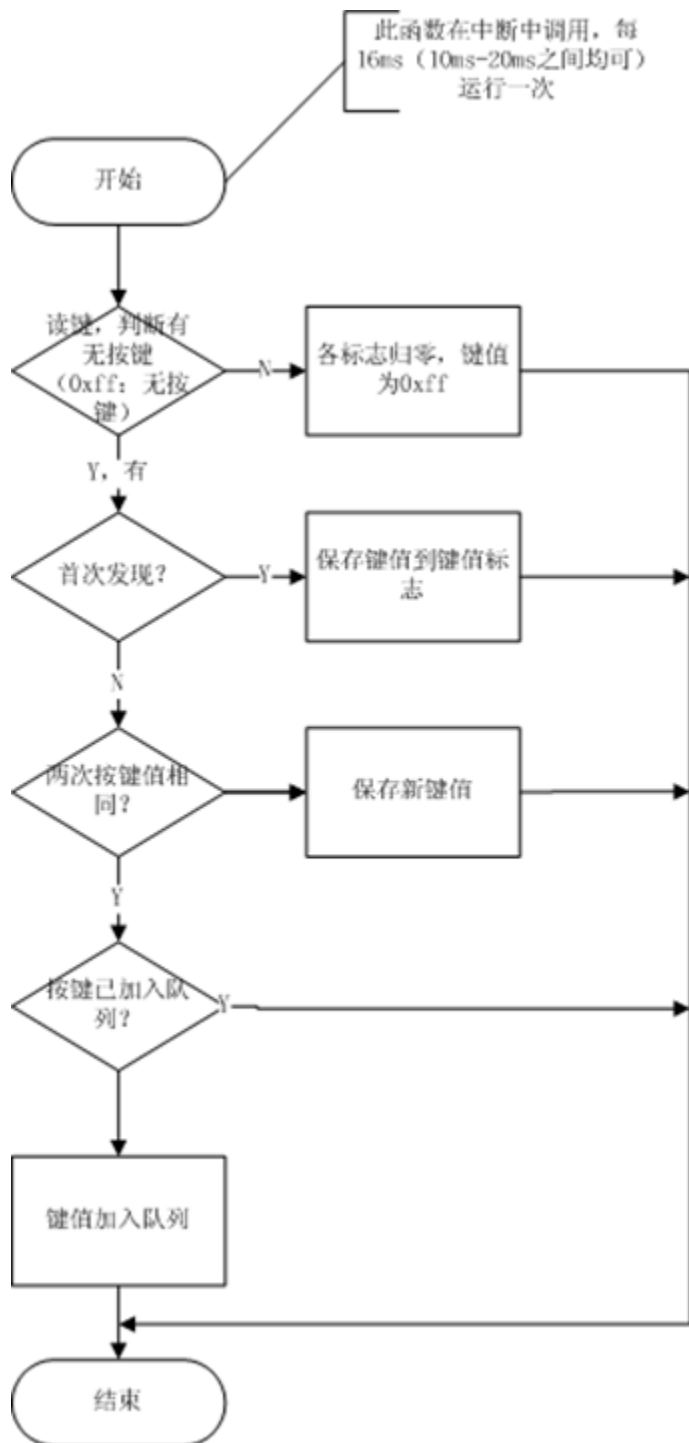 此函数在中断中调用，每
16ms（10ms-20ms之间均可）
运行一次
开始
读键，判断有
无按键
（0xff：无按
键）
N
各标志归零，键值
为0xff
Y，有
首次发现？
Y
保存键值到键值标
志
N
两次按键值相
同？
保存新键值
Y
按键已加入队
列？
Y
键值加入队列
结束